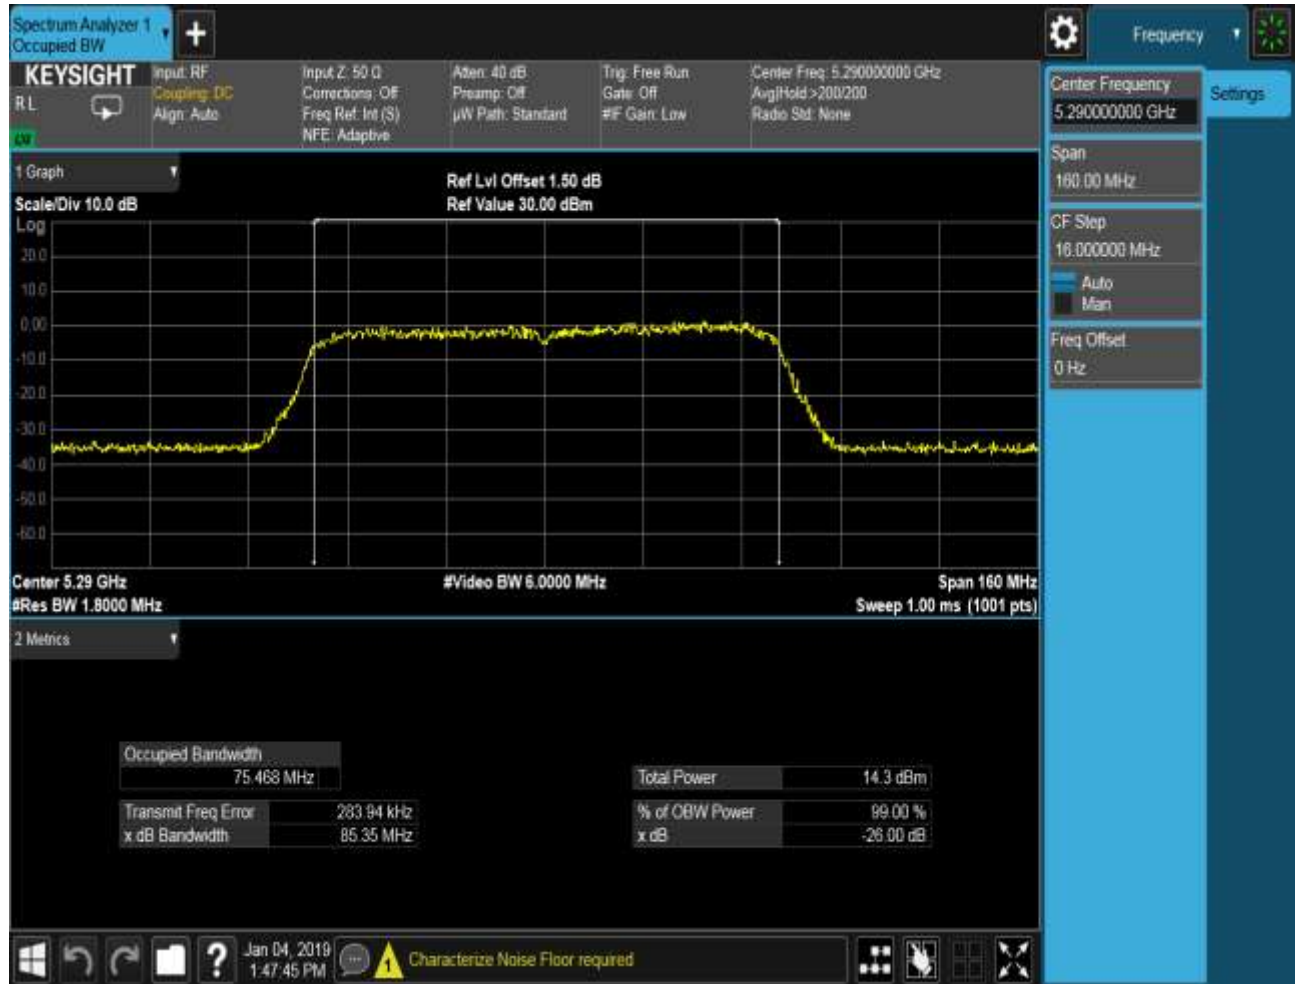 Spectrum Analyzer 1
Occupied BW
Frequency
KEYSIGHT
RL
Input: RF
Coupling: DC
Align: Auto
Input Z: 50 Ω
Corrections: Off
Freq Ref: Int (S)
NFE: Adaptive
Atten: 40 dB
Preamp: Off
µW Path: Standard
Trig: Free Run
Gate: Off
#IF Gain: Low
Center Freq: 5.290000000 GHz
Avg|Hold:>200/200
Radio Std: None
Center Frequency
5.290000000 GHz
Settings
Span
160.00 MHz
CF Step
16.000000 MHz
Auto
Man
Freq Offset
0 Hz
1 Graph
Scale/Div 10.0 dB
Ref Lvl Offset 1.50 dB
Ref Value 30.00 dBm
Log
20.0
10.0
0.00
-10.0
-20.0
-30.0
-40.0
-50.0
-60.0
Center 5.29 GHz
#Video BW 6.0000 MHz
Span 160 MHz
#Res BW 1.8000 MHz
Sweep 1.00 ms (1001 pts)
2 Metrics
Occupied Bandwidth
75.468 MHz
Total Power 14.3 dBm
Transmit Freq Error 283.94 kHz
% of OBW Power 99.00 %
x dB Bandwidth 85.35 MHz
x dB -26.00 dB
Jan 04, 2019
1:47:45 PM
1
Characterize Noise Floor required